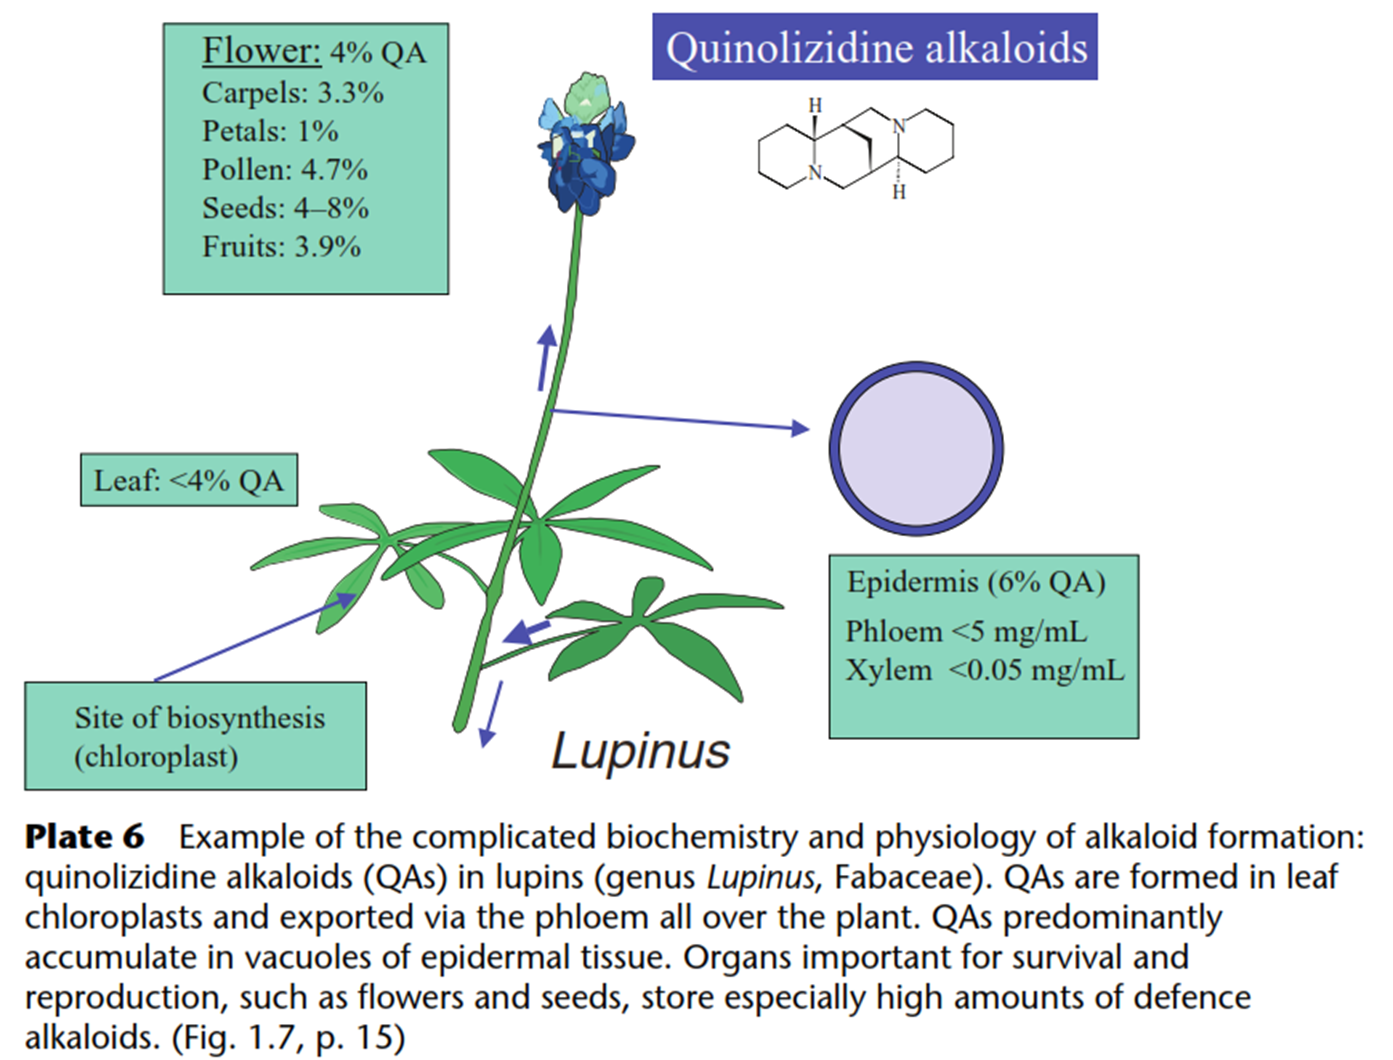 Flower: 4% QA
Carpels: 3.3%
Petals: 1%
Pollen: 4.7%
Seeds: 4–8%
Fruits: 3.9%
Quinolizidine alkaloids
H
N
N
H
Leaf: <4% QA
Epidermis (6% QA)
Phloem <5 mg/mL
Xylem <0.05 mg/mL
Site of biosynthesis
(chloroplast)
Lupinus
Plate 6 Example of the complicated biochemistry and physiology of alkaloid formation:
quinolizidine alkaloids (QAs) in lupins (genus Lupinus, Fabaceae). QAs are formed in leaf
chloroplasts and exported via the phloem all over the plant. QAs predominantly
accumulate in vacuoles of epidermal tissue. Organs important for survival and
reproduction, such as flowers and seeds, store especially high amounts of defence
alkaloids. (Fig. 1.7, p. 15)